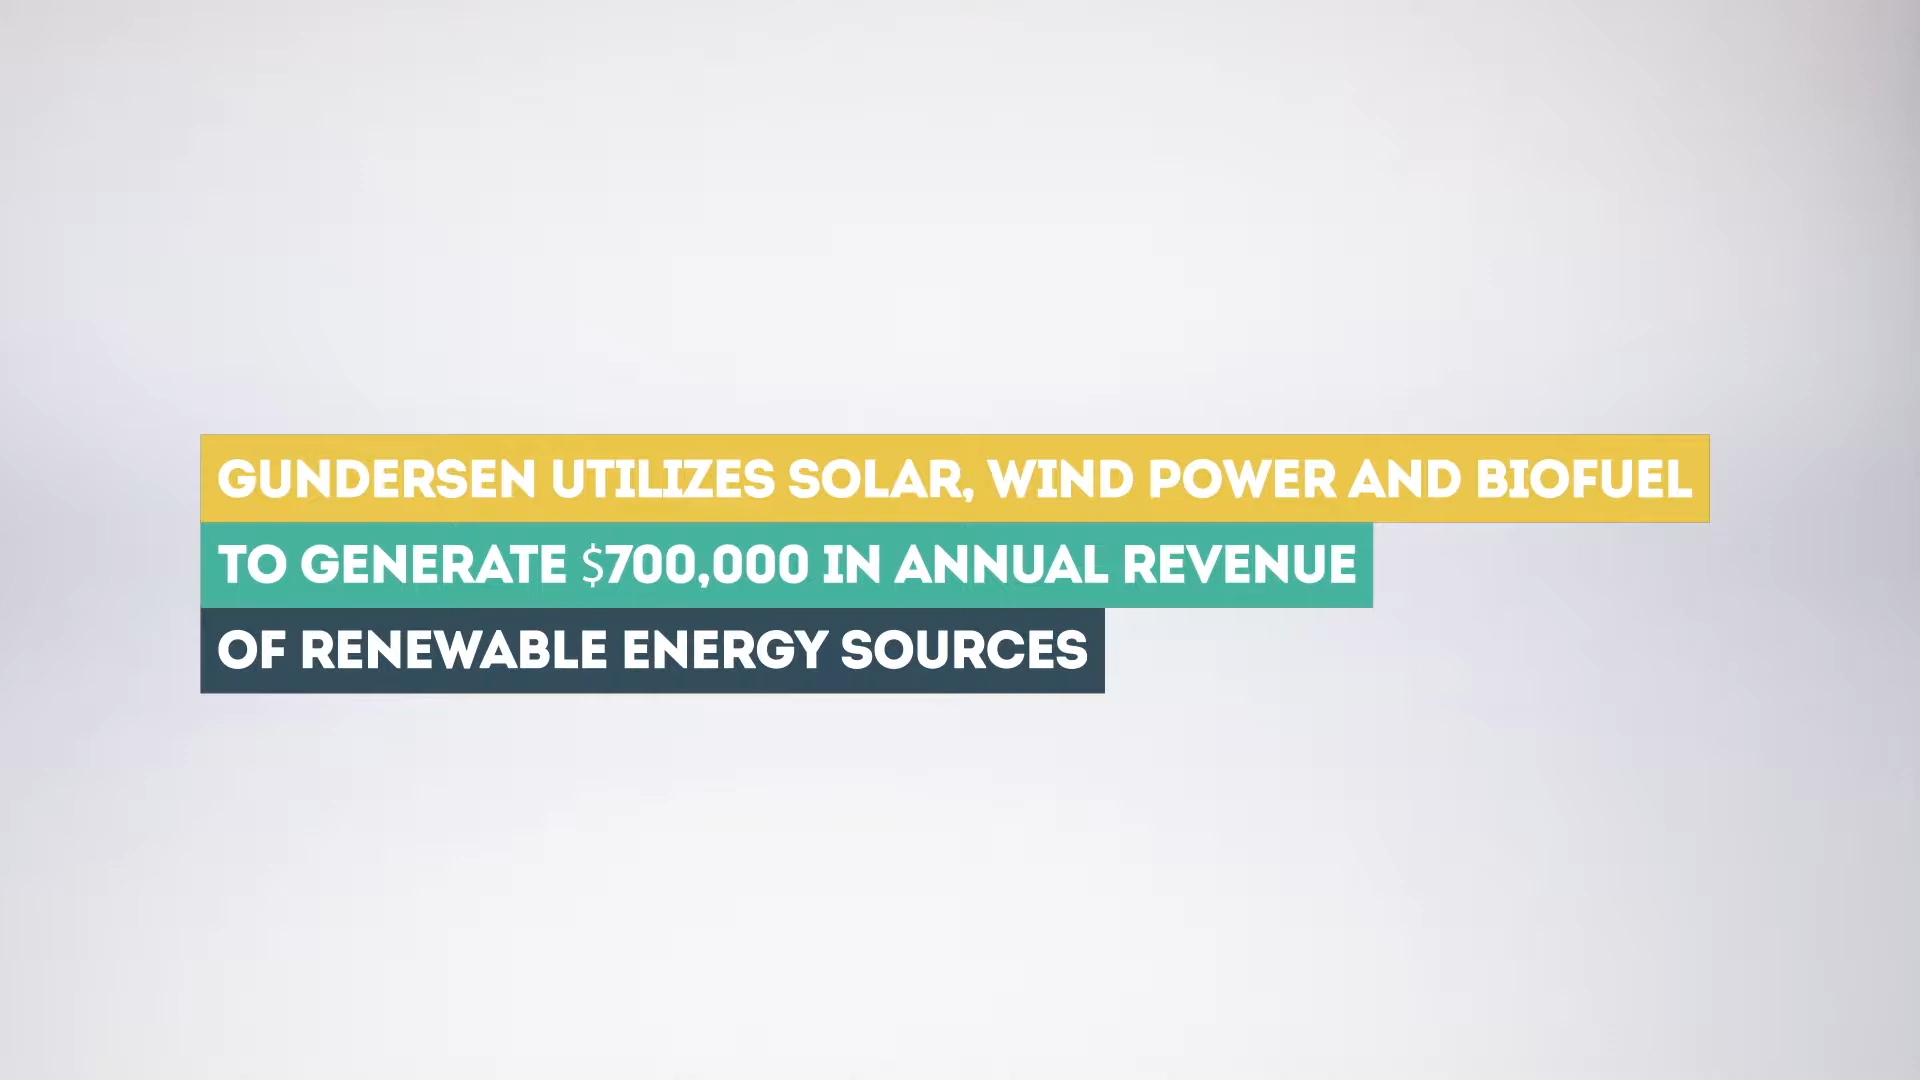 GUNDERSEN UTILIZES SOLAR, WIND POWER AND BIOFUEL
TO GENERATE $700,000 IN ANNUAL REVENUE
OF RENEWABLE ENERGY SOURCES